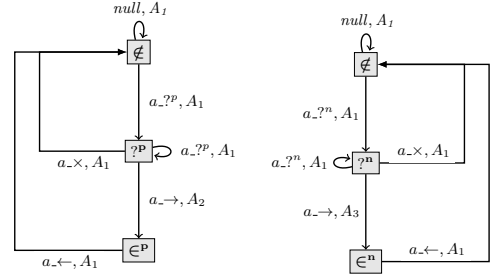 null, A₁
∉
a_?ᵖ, A₁
?ᵖ
a_?ᵖ, A₁
a_×, A₁
a_→, A₂
∈ᵖ
a_←, A₁
null, A₁
∉
a_?ⁿ, A₁
a_?ⁿ, A₁
?ⁿ
a_×, A₁
a_→, A₃
∈ⁿ
a_←, A₁